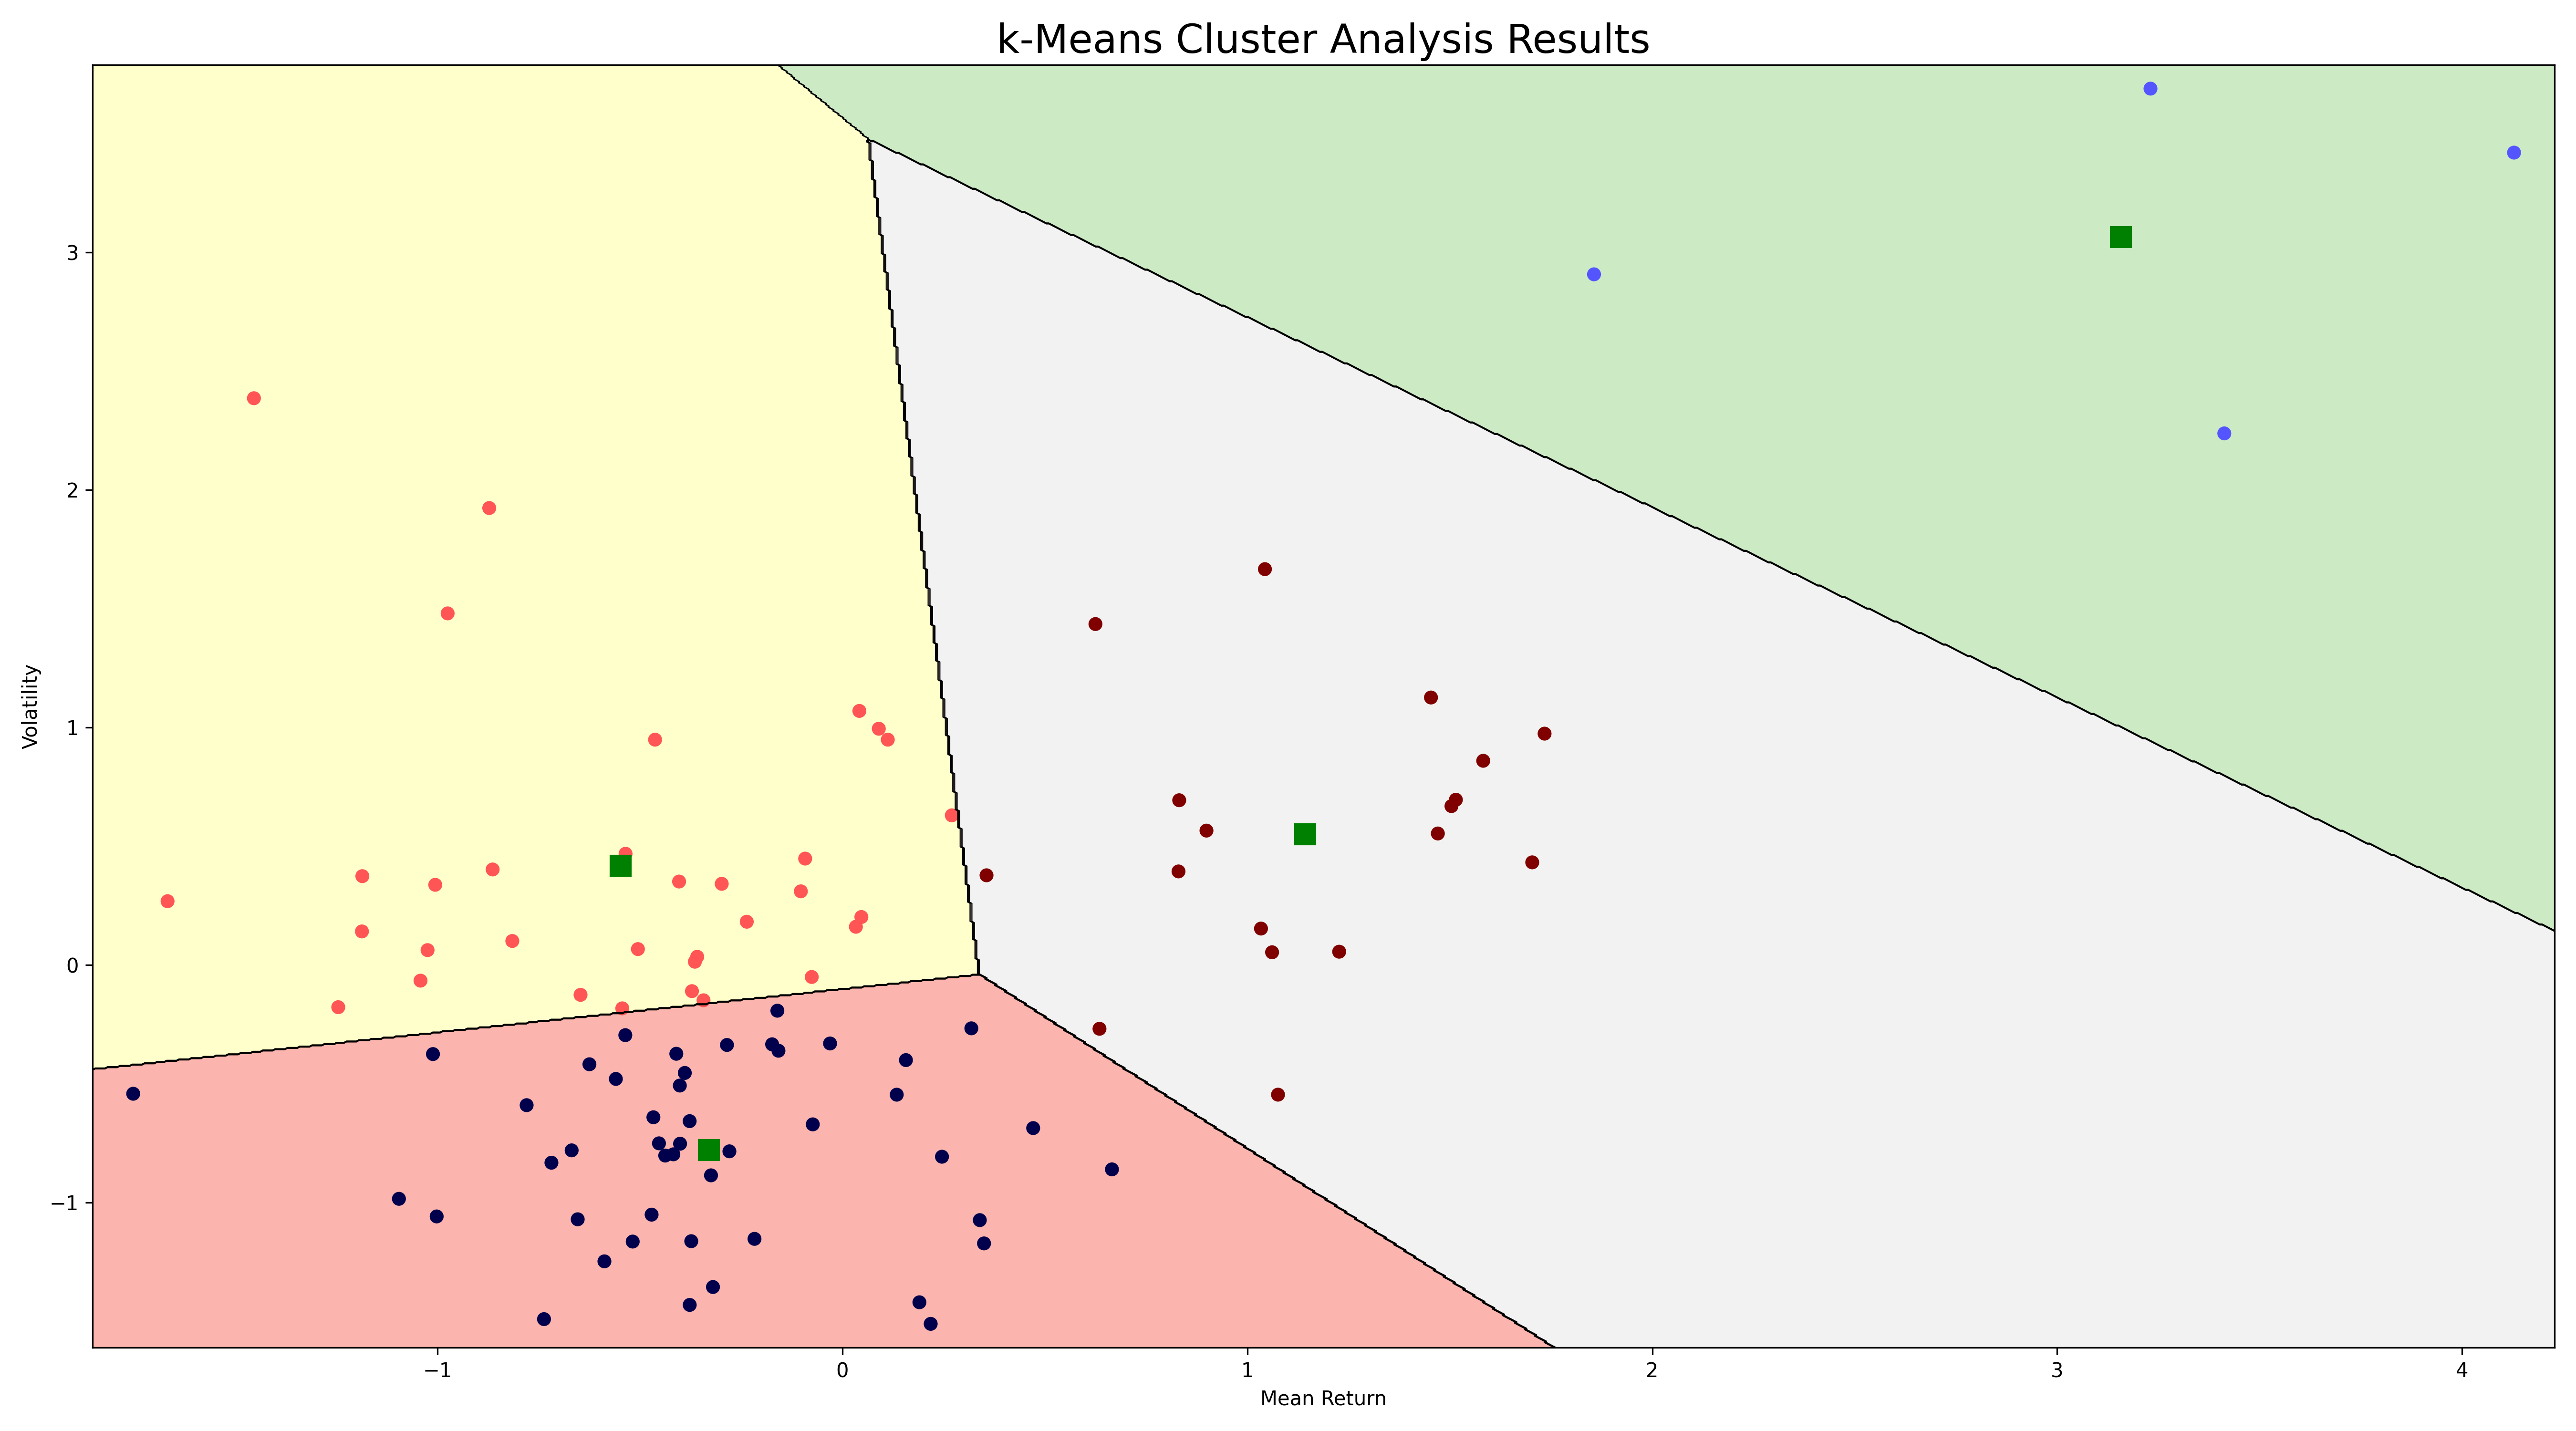 k-Means Cluster Analysis Results
3
2
1
0
−1
Volatility
−1 0 1 2 3 4
Mean Return